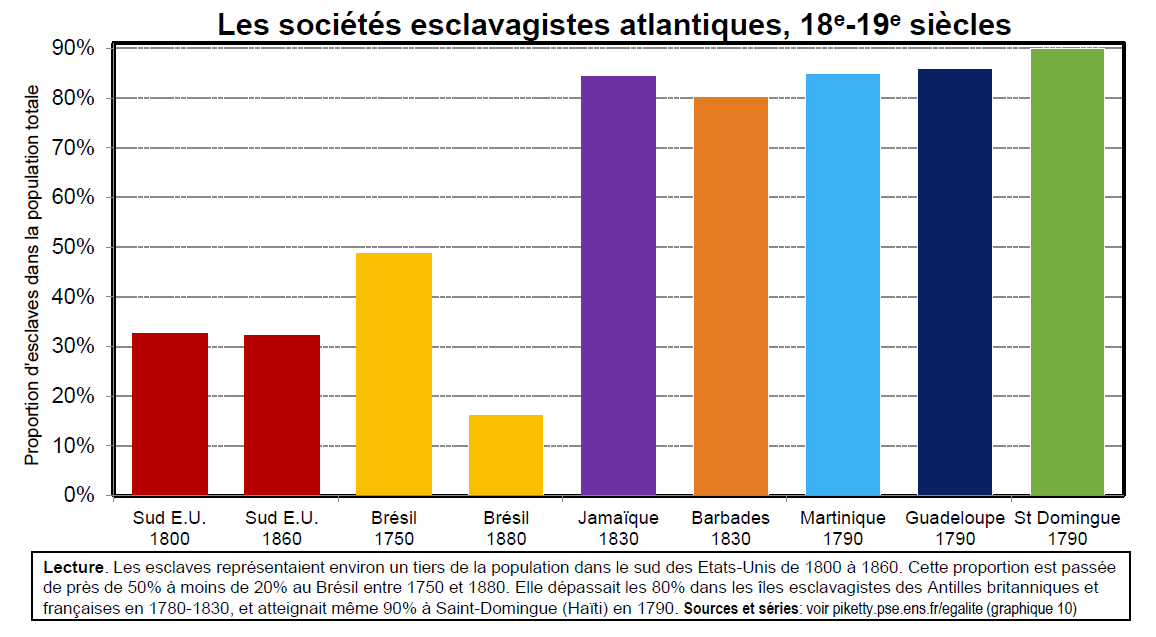 Les sociétés esclavagistes atlantiques, 18e-19e siècles
Proportion d'esclaves dans la population totale
90%
80%
70%
60%
50%
40%
30%
20%
10%
0%
Sud E.U. 1800
Sud E.U. 1860
Brésil 1750
Brésil 1880
Jamaïque 1830
Barbades 1830
Martinique 1790
Guadeloupe 1790
St Domingue 1790
Lecture. Les esclaves représentaient environ un tiers de la population dans le sud des Etats-Unis de 1800 à 1860. Cette proportion est passée
de près de 50% à moins de 20% au Brésil entre 1750 et 1880. Elle dépassait les 80% dans les îles esclavagistes des Antilles britanniques et
françaises en 1780-1830, et atteignait même 90% à Saint-Domingue (Haïti) en 1790. Sources et séries: voir piketty.pse.ens.fr/egalite (graphique 10)